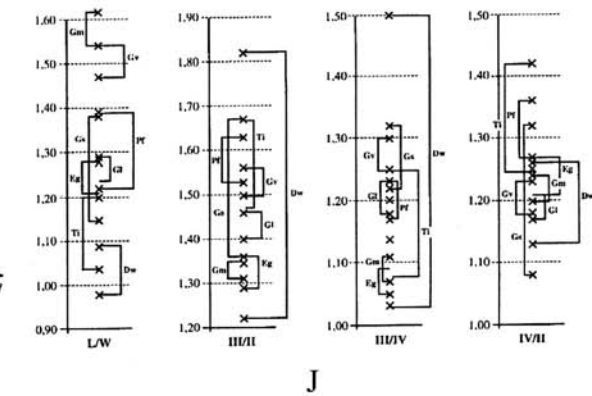 1,60
1,50
1,40
1,30
1,20
1,10
1,00
0,90
Gm
Gv
Gs
Pf
Gl
Eg
Ti
Dw
L/W
1,90
1,80
1,70
1,60
1,50
1,40
1,30
1,20
Ti
Pf
Gv
Gs
Gl
Gm
Eg
Dw
III/II
1,50
1,40
1,30
1,20
1,10
1,00
Gv
Gs
Gl
Pf
Dw
Ti
Gm
Eg
III/IV
1,50
1,40
1,30
1,20
1,10
1,00
Ti
Pf
Eg
Gm
Gv
Gl
Dw
Gs
IV/II
J